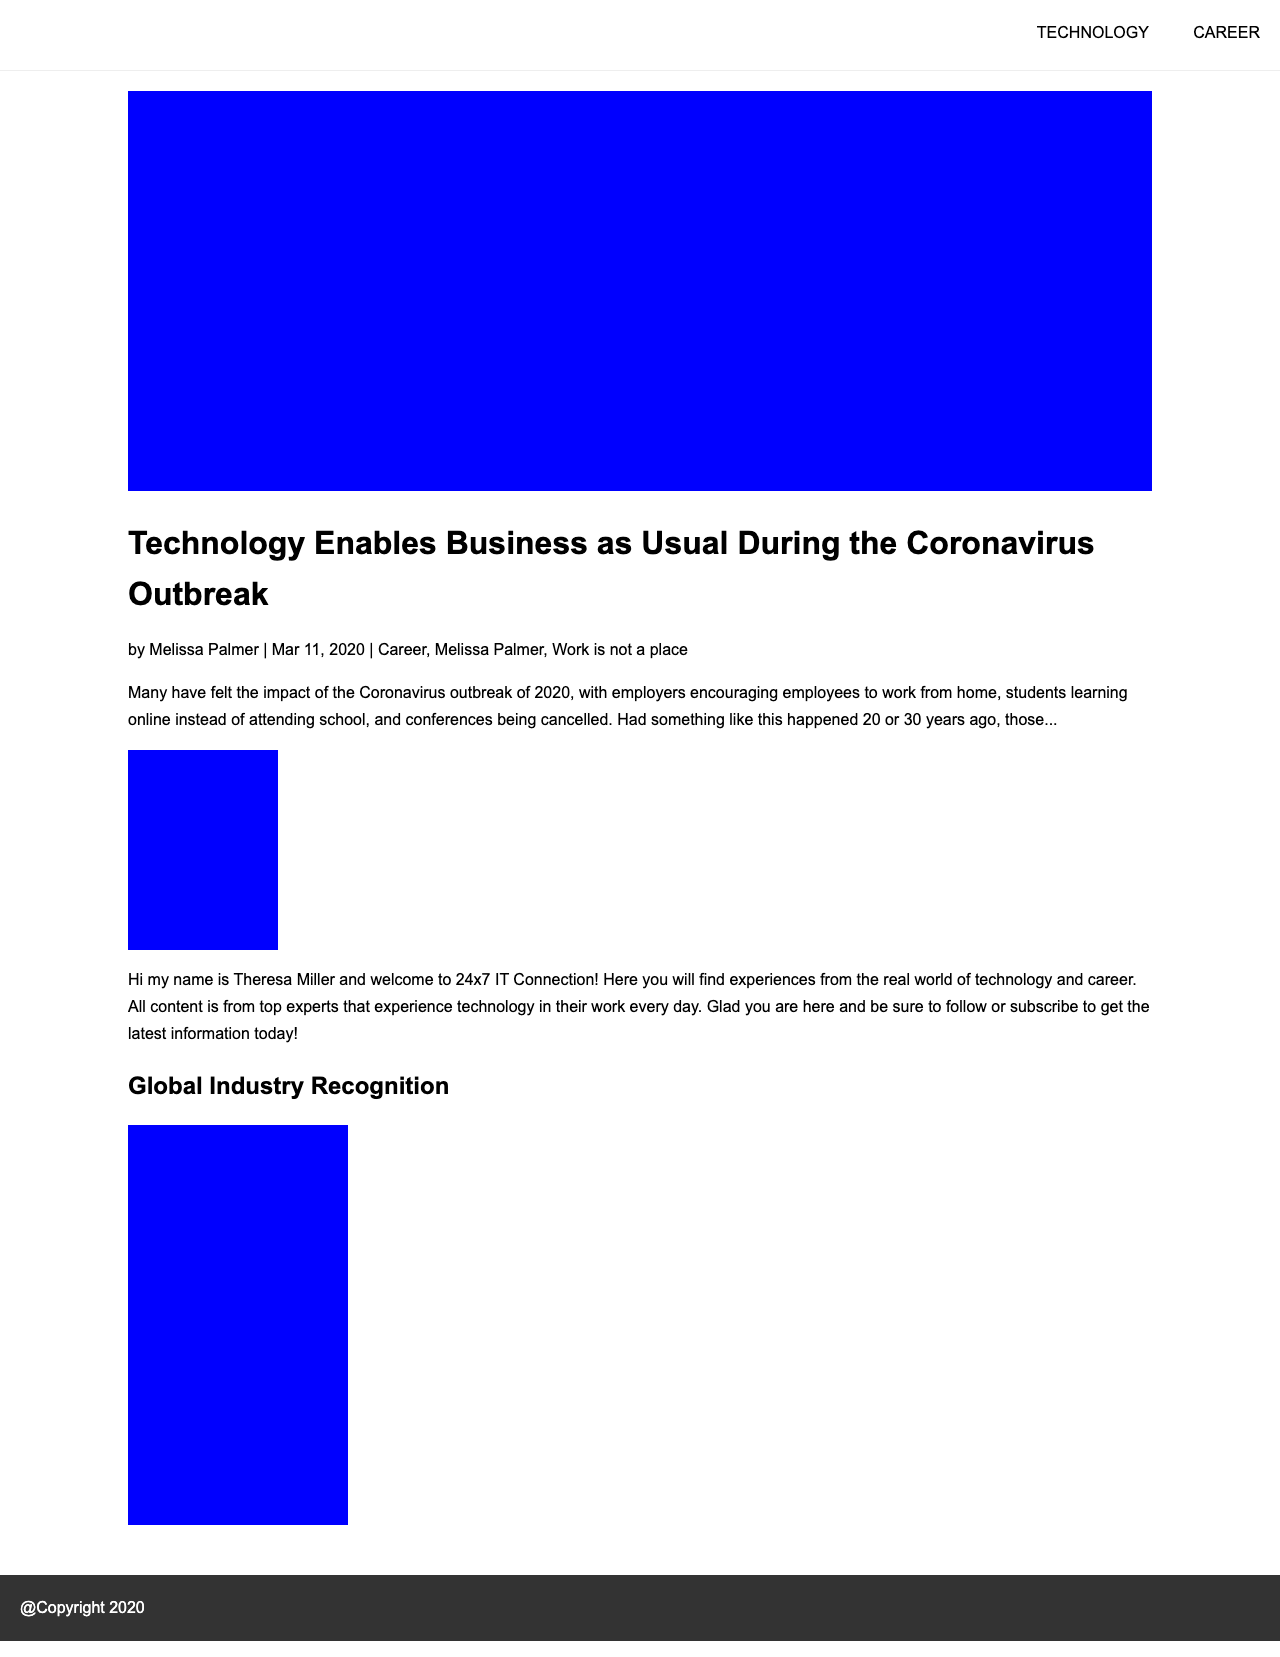 TECHNOLOGY CAREER
Technology Enables Business as Usual During the Coronavirus
Outbreak
by Melissa Palmer | Mar 11, 2020 | Career, Melissa Palmer, Work is not a place
Many have felt the impact of the Coronavirus outbreak of 2020, with employers encouraging employees to work from home, students learning
online instead of attending school, and conferences being cancelled. Had something like this happened 20 or 30 years ago, those...
Hi my name is Theresa Miller and welcome to 24x7 IT Connection! Here you will find experiences from the real world of technology and career.
All content is from top experts that experience technology in their work every day. Glad you are here and be sure to follow or subscribe to get the
latest information today!
Global Industry Recognition
@Copyright 2020